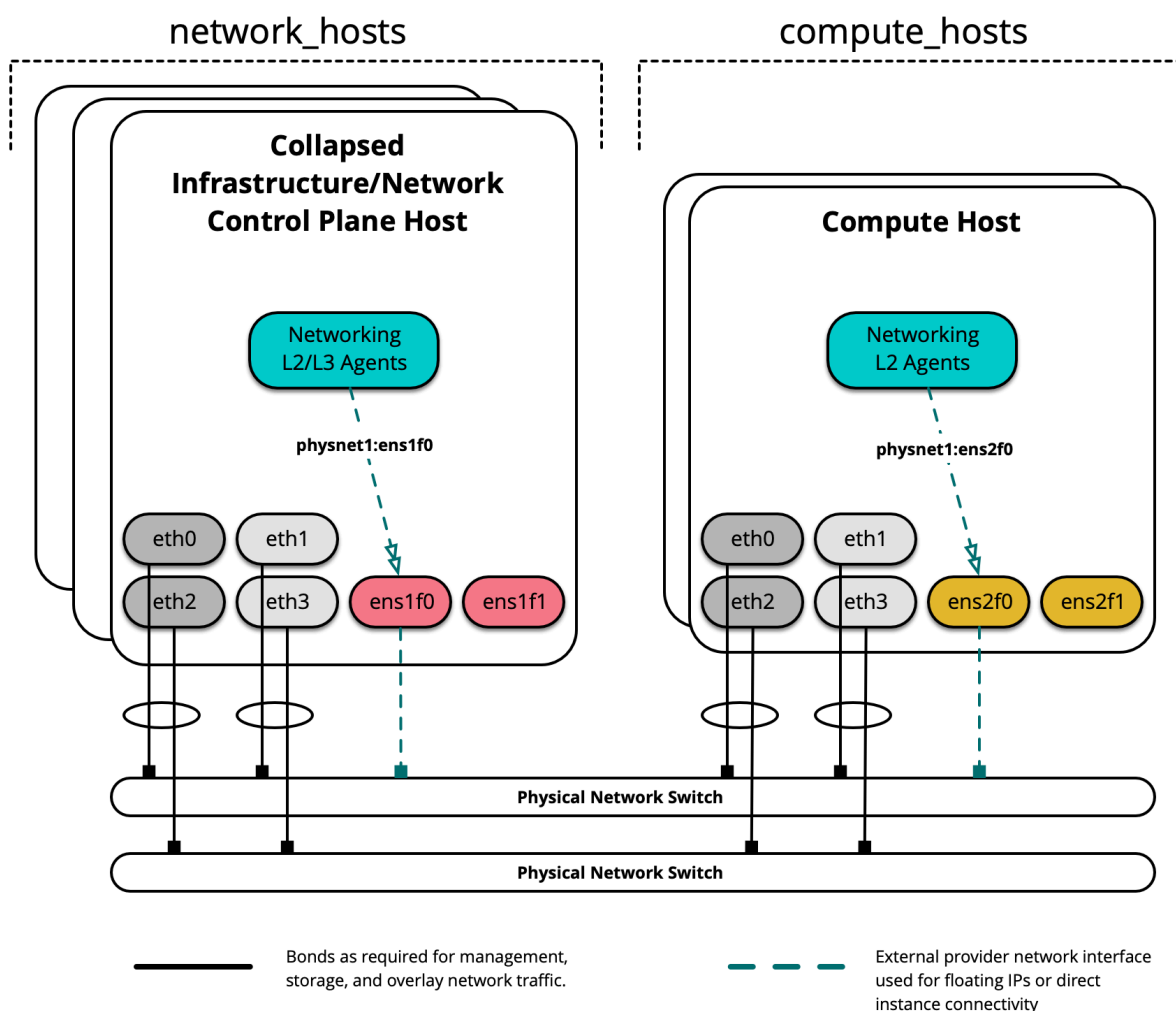 network_hosts
compute_hosts
Collapsed
Infrastructure/Network
Control Plane Host
Compute Host
Networking
L2/L3 Agents
Networking
L2 Agents
physnet1:ens1f0
physnet1:ens2f0
eth0
eth1
eth0
eth1
eth2
eth3
ens1f0
ens1f1
eth2
eth3
ens2f0
ens2f1
Physical Network Switch
Physical Network Switch
Bonds as required for management,
storage, and overlay network traffic.
External provider network interface
used for floating IPs or direct
instance connectivity